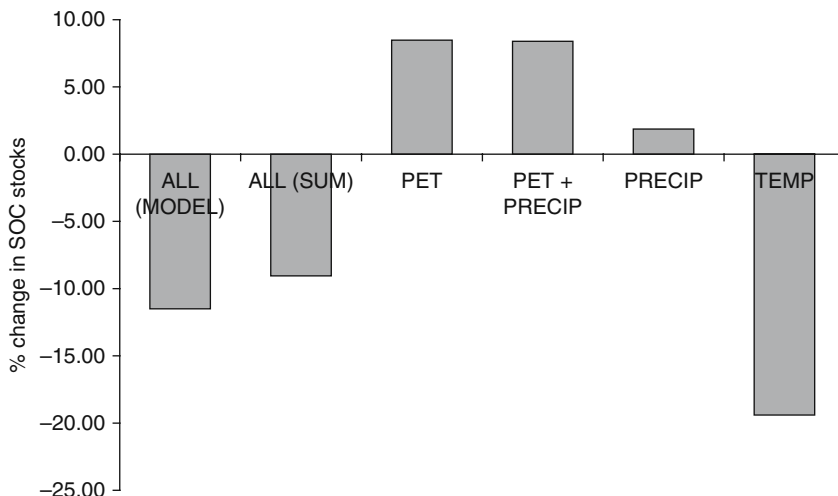 10.00
5.00
0.00
–5.00
–10.00
–15.00
–20.00
–25.00
% change in SOC stocks
ALL
(MODEL)
ALL (SUM)
PET
PET +
PRECIP
PRECIP
TEMP